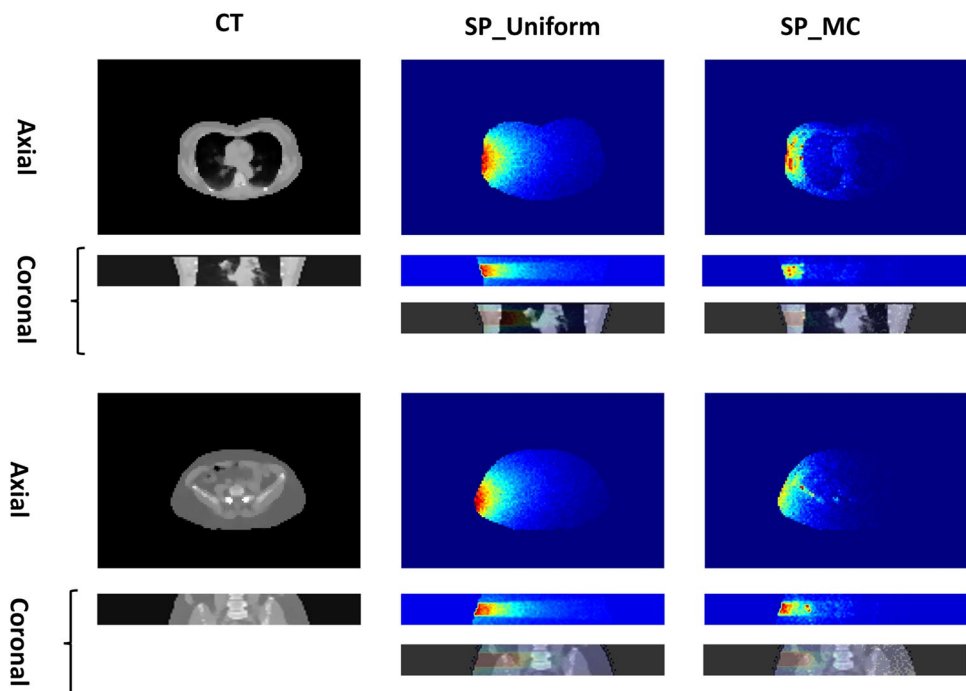 CT
SP_Uniform
SP_MC
Axial
Coronal
Axial
Coronal